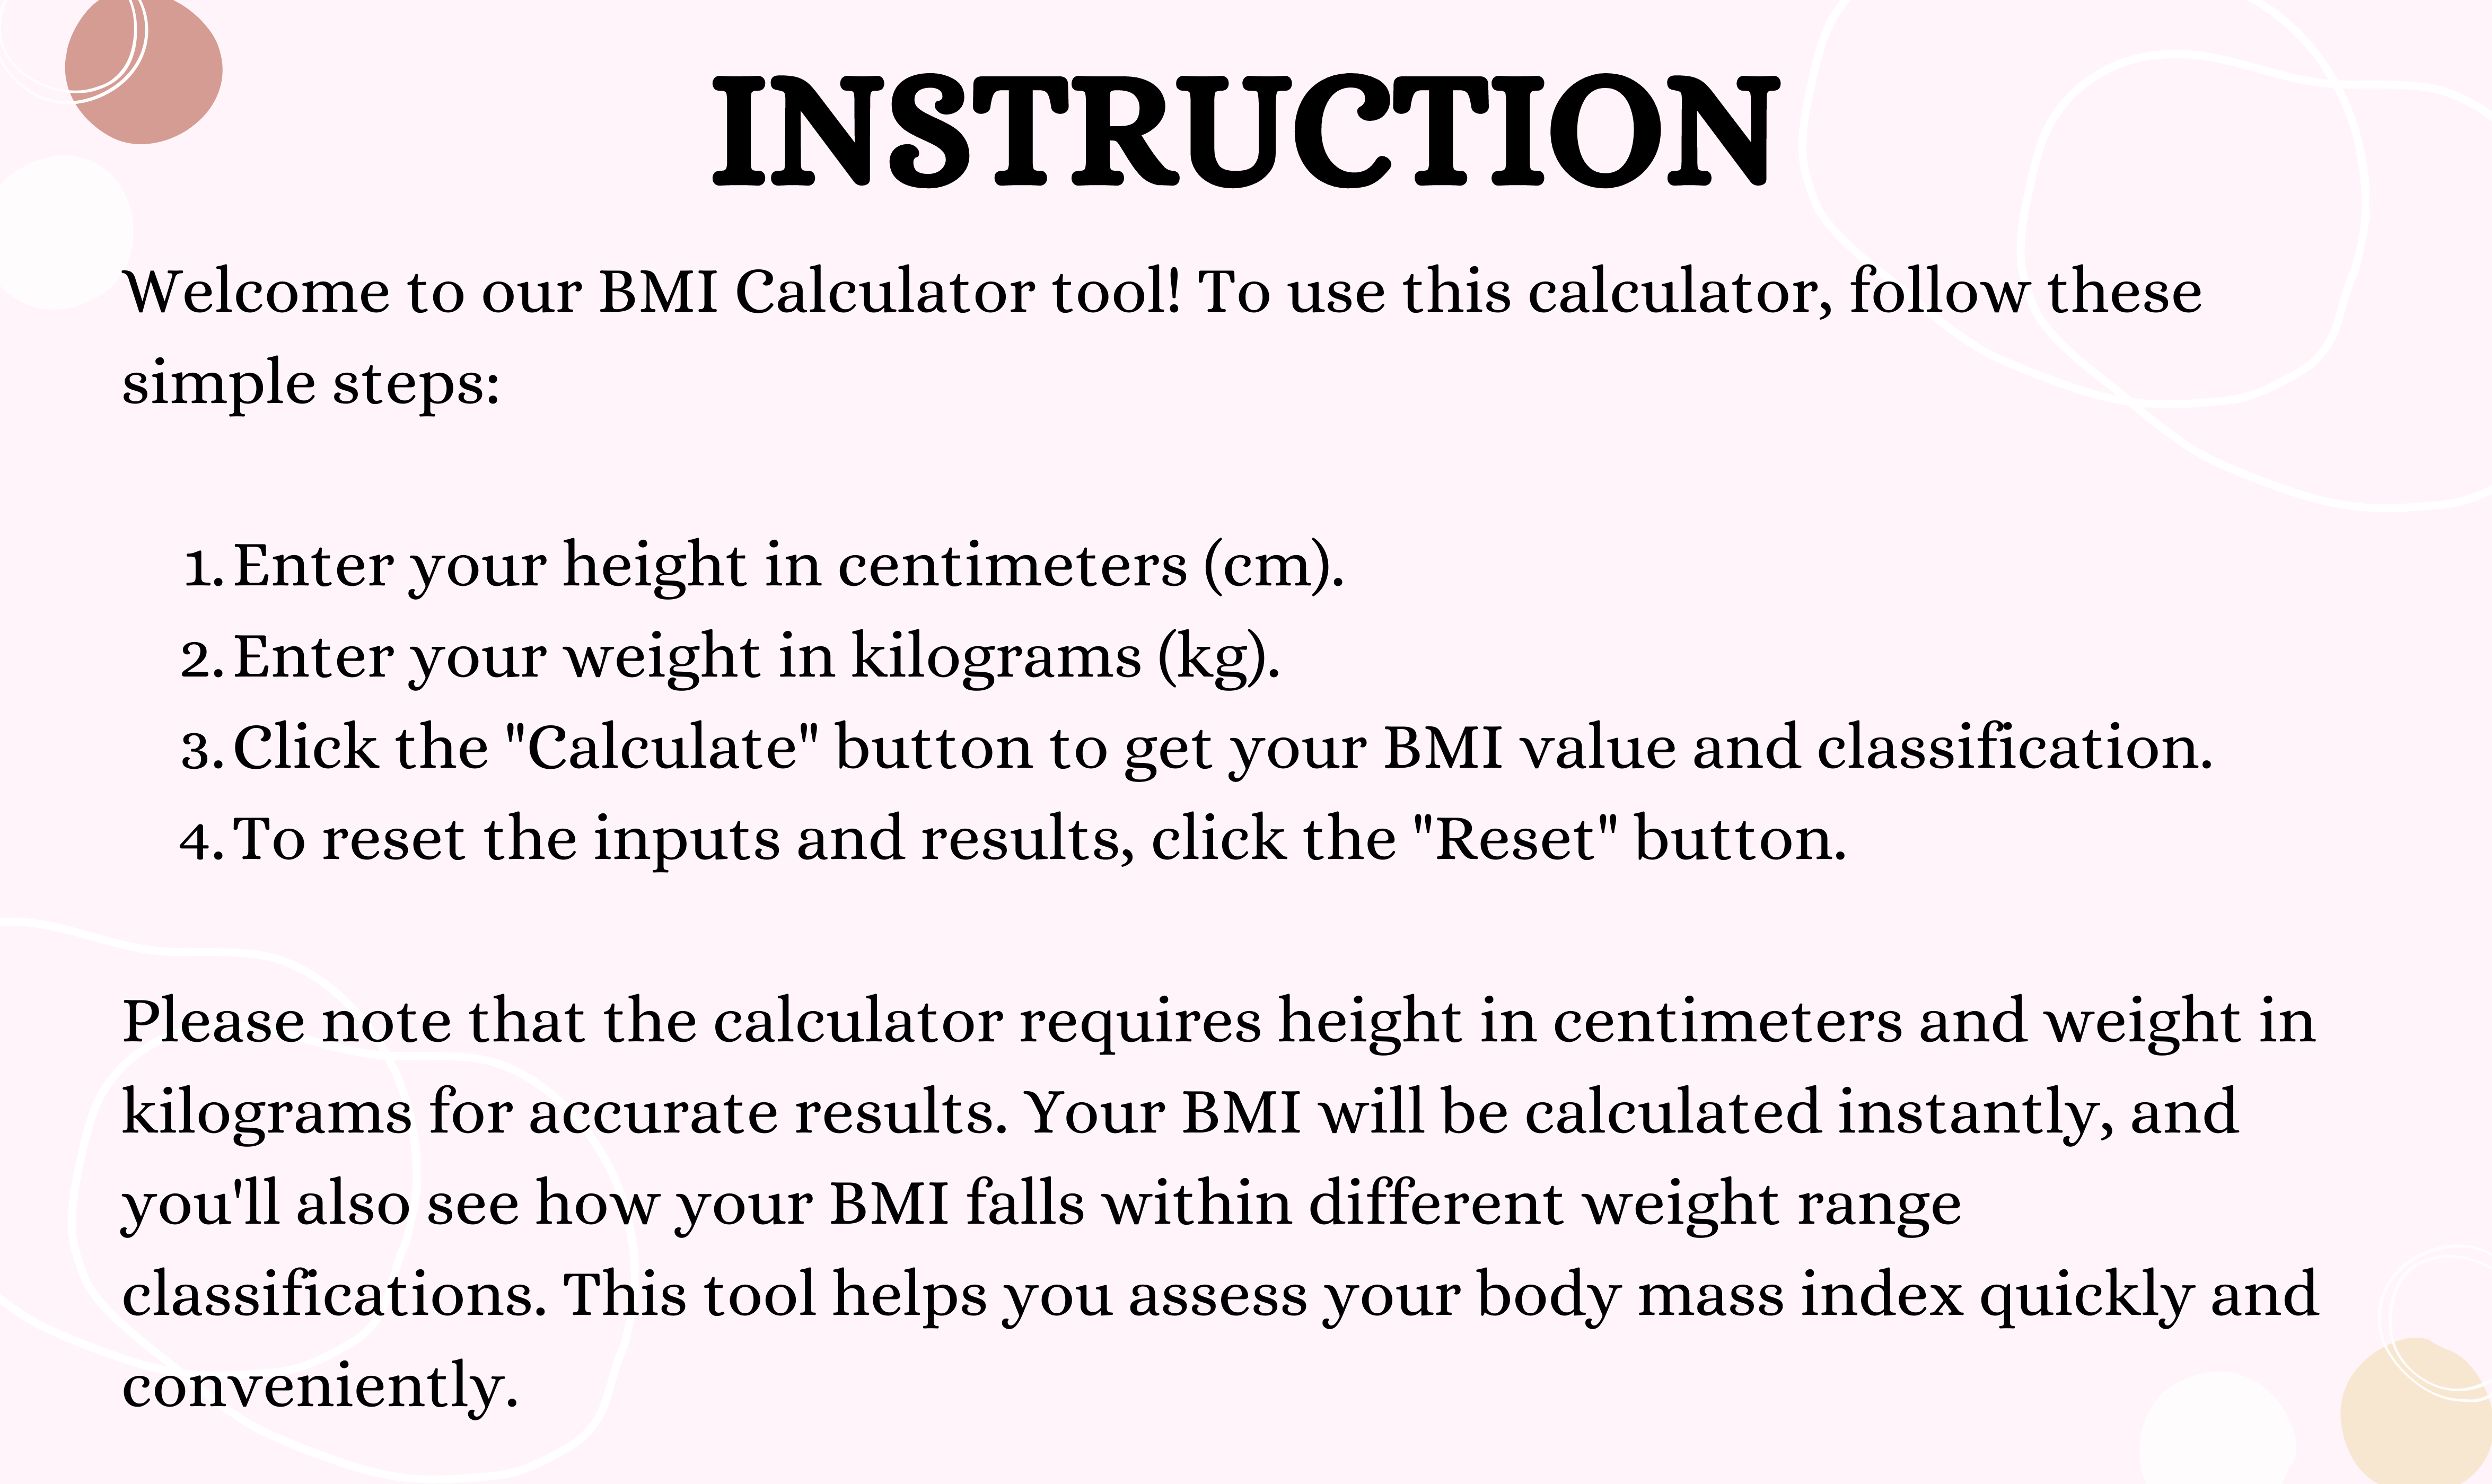 INSTRUCTION
Welcome to our BMI Calculator tool! To use this calculator, follow these
simple steps:
1. Enter your height in centimeters (cm).
2. Enter your weight in kilograms (kg).
3. Click the "Calculate" button to get your BMI value and classification.
4. To reset the inputs and results, click the "Reset" button.
Please note that the calculator requires height in centimeters and weight in
kilograms for accurate results. Your BMI will be calculated instantly, and
you'll also see how your BMI falls within different weight range
classifications. This tool helps you assess your body mass index quickly and
conveniently.